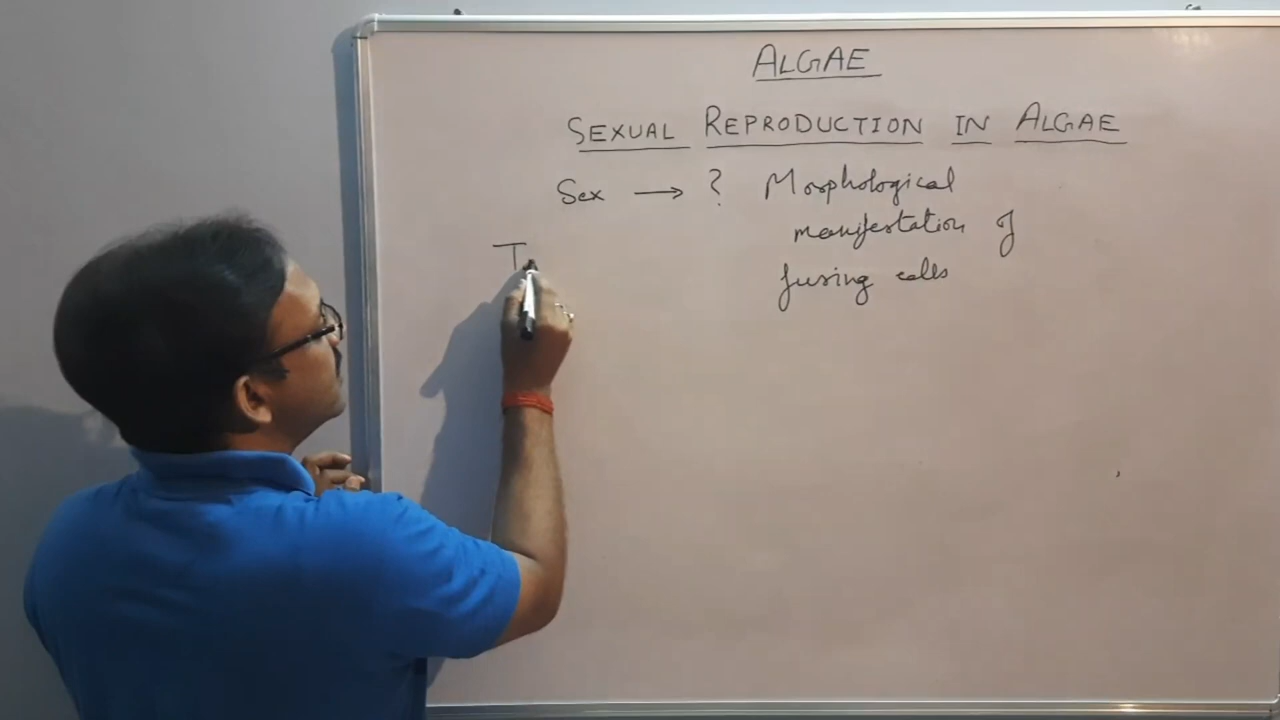 ALGAE
SEXUAL REPRODUCTION IN ALGAE
Sex → ? Morphological
manifestation of
fusing cells
T